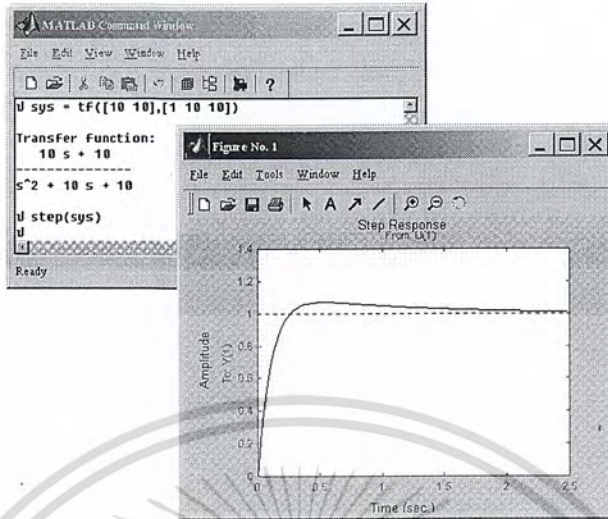 MATLAB Command Window
File Edit View Window Help
?
» sys = tf([10 10],[1 10 10])
Transfer function:
10 s + 10
---------------
s^2 + 10 s + 10
» step(sys)
»
Ready
Figure No. 1
File Edit Tools Window Help
A
Step Response
From: U(1)
1.4
1.2
1
0.8
0.6
0.4
0.2
0
Amplitude
To: Y(1)
0 0.5 1 1.5 2 2.5
Time (sec.)